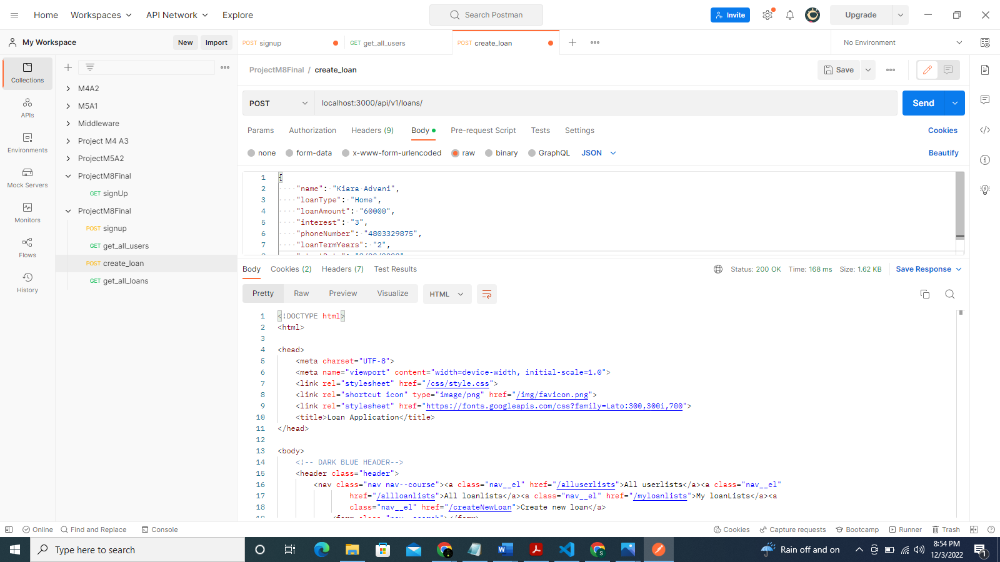 Home Workspaces API Network Explore Search Postman Invite Upgrade
My Workspace New Import POST signup GET get_all_users POST create_loan No Environment
ProjectM8Final / create_loan Save
Collections
APIs
Environments
Mock Servers
Monitors
Flows
History
M4A2
M5A1
Middleware
Project M4 A3
ProjectM5A2
ProjectM8Final
GET signUp
ProjectM8Final
POST signup
GET get_all_users
POST create_loan
GET get_all_loans
POST localhost:3000/api/v1/loans/ Send
Params Authorization Headers (9) Body Pre-request Script Tests Settings Cookies
none form-data x-www-form-urlencoded raw binary GraphQL JSON Beautify
1 {
2 "name": "Kiara Advani",
3 "loanType": "Home",
4 "loanAmount": "60000",
5 "interest": "3",
6 "phoneNumber": "4803329875",
7 "loanTermYears": "2",
Body Cookies (2) Headers (7) Test Results Status: 200 OK Time: 168 ms Size: 1.62 KB Save Response
Pretty Raw Preview Visualize HTML
1 <!DOCTYPE html>
2 <html>
3
4 <head>
5 <meta charset="UTF-8">
6 <meta name="viewport" content="width=device-width, initial-scale=1.0">
7 <link rel="stylesheet" href="/css/style.css">
8 <link rel="shortcut icon" type="image/png" href="/img/favicon.png">
9 <link rel="stylesheet" href="https://fonts.googleapis.com/css?family=Lato:300,300i,700">
10 <title>Loan Application</title>
11 </head>
12
13 <body>
14 <!-- DARK BLUE HEADER-->
15 <header class="header">
16 <nav class="nav nav--course"><a class="nav__el" href="/alluserlists">All userlists</a><a class="nav__el"
17 href="/allloanlists">All loanlists</a><a class="nav__el" href="/myloanlists">My loanLists</a><a
18 class="nav__el" href="/createNewLoan">Create new loan</a>
Online Find and Replace Console Cookies Capture requests Bootcamp Runner Trash
Type here to search Rain off and on 8:54 PM
12/3/2022 1